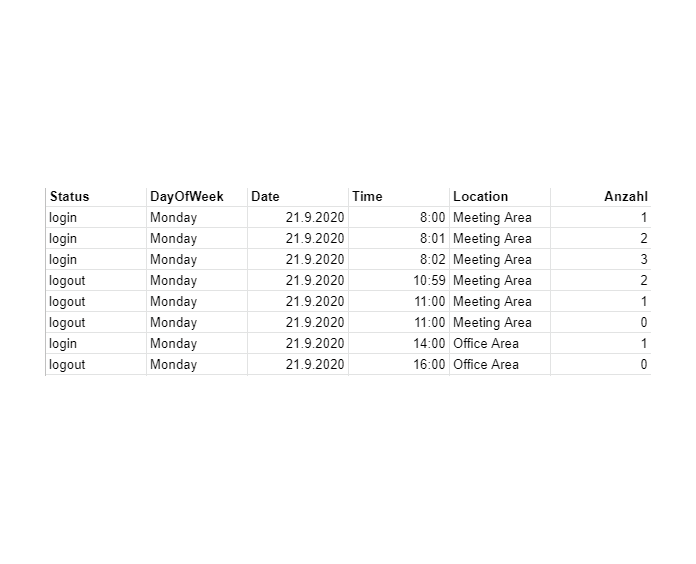 Status DayOfWeek Date Time Location Anzahl
login Monday 21.9.2020 8:00 Meeting Area 1
login Monday 21.9.2020 8:01 Meeting Area 2
login Monday 21.9.2020 8:02 Meeting Area 3
logout Monday 21.9.2020 10:59 Meeting Area 2
logout Monday 21.9.2020 11:00 Meeting Area 1
logout Monday 21.9.2020 11:00 Meeting Area 0
login Monday 21.9.2020 14:00 Office Area 1
logout Monday 21.9.2020 16:00 Office Area 0